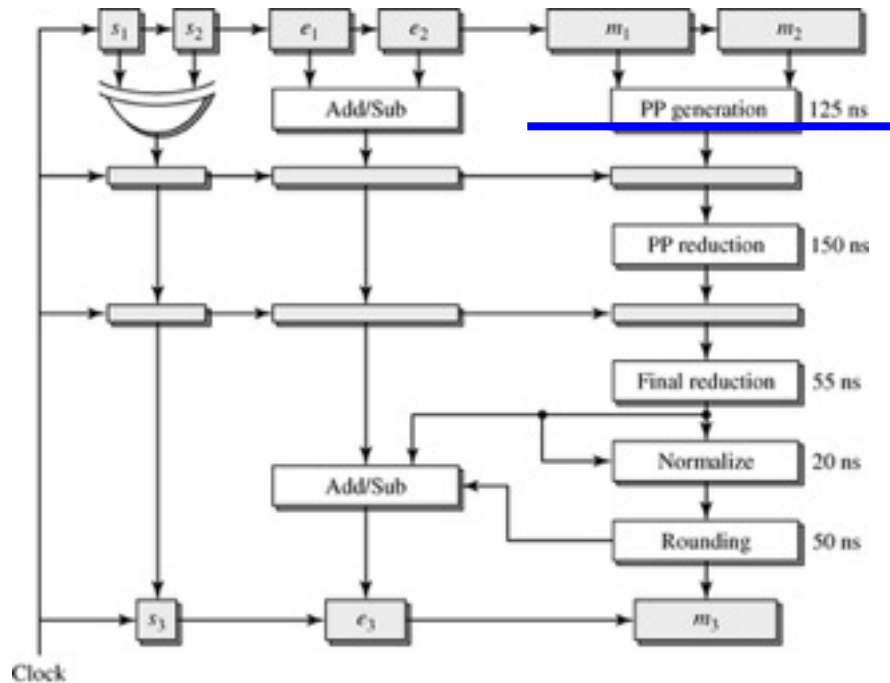 s1 s2 e1 e2 m1 m2
Add/Sub
PP generation 125 ns
PP reduction 150 ns
Final reduction 55 ns
Normalize 20 ns
Add/Sub
Rounding 50 ns
s3 e3 m3
Clock